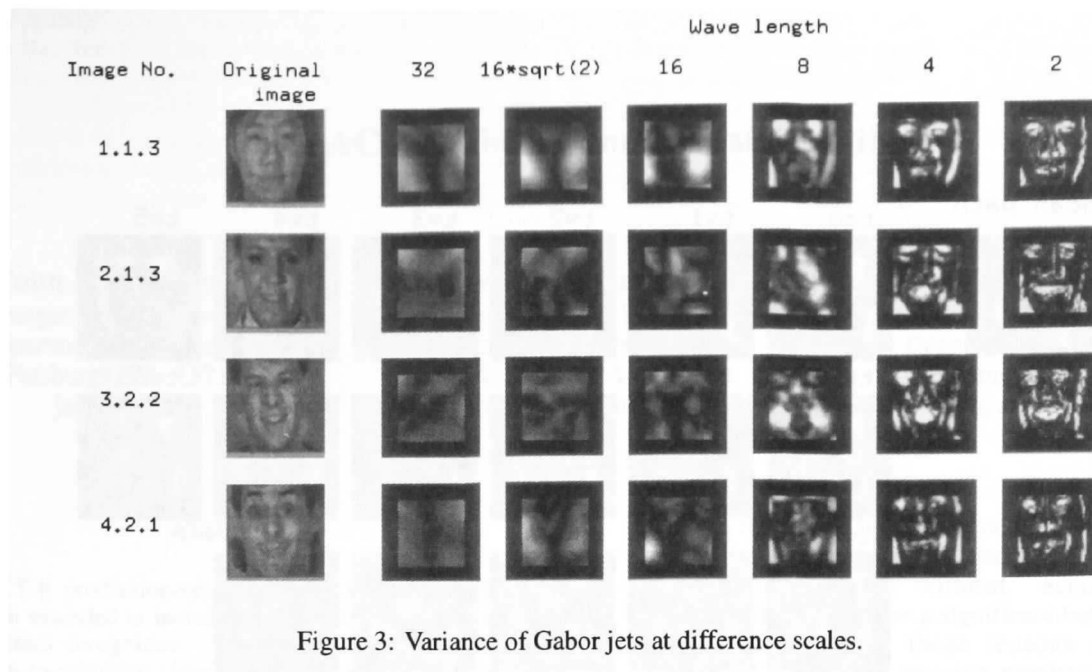 Wave length
Image No. Original 32 16*sqrt(2) 16 8 4 2
image
1.1.3
2.1.3
3.2.2
4.2.1
Figure 3: Variance of Gabor jets at difference scales.